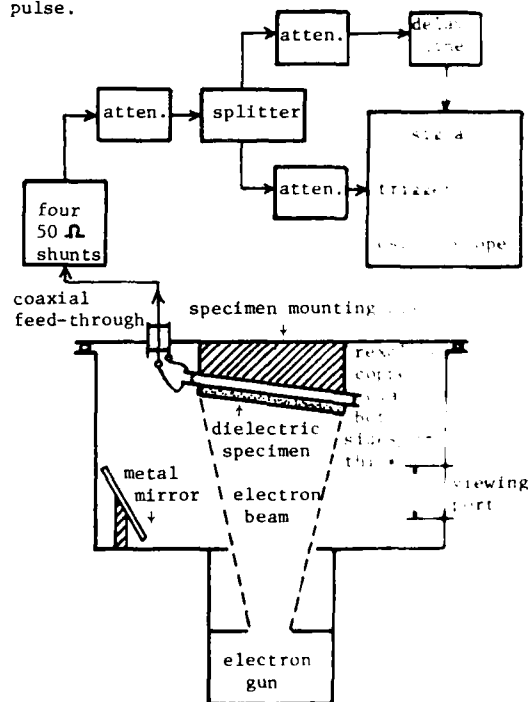 pulse.
atten.
atten.
splitter
atten.
trigger
four
50 Ω
shunts
coaxial
feed-through
specimen mounting
dielectric
specimen
metal
mirror
electron
beam
viewing
port
electron
gun